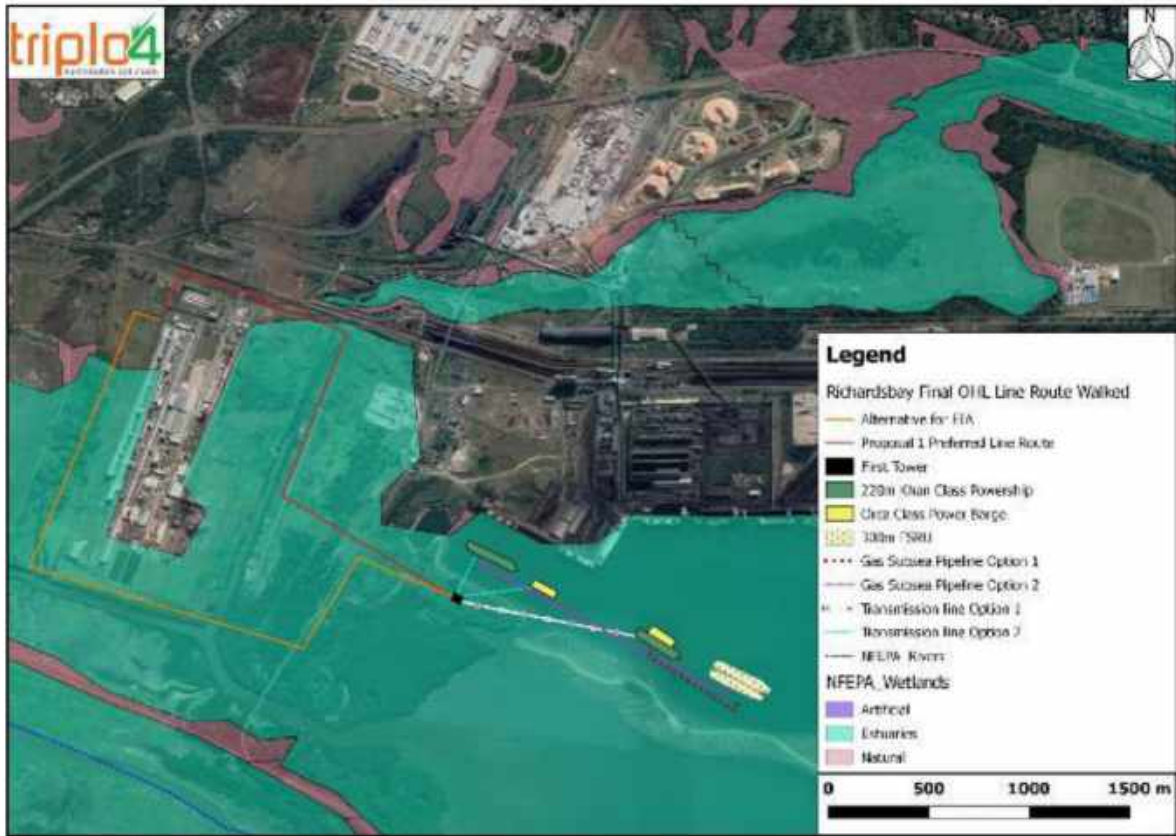 triplo4
N
Legend
Richardsbay Final OHL Line Route Walked
Alternative for EIA
Proposal 1 Preferred Line Route
First Tower
220m Khan Class Powership
Orca Class Power Barge
300m FSRU
Gas Subsea Pipeline Option 1
Gas Subsea Pipeline Option 2
Transmission line Option 1
Transmission line Option 2
NFEPA_Rivers
NFEPA_Wetlands
Artificial
Estuaries
Natural
0 500 1000 1500 m